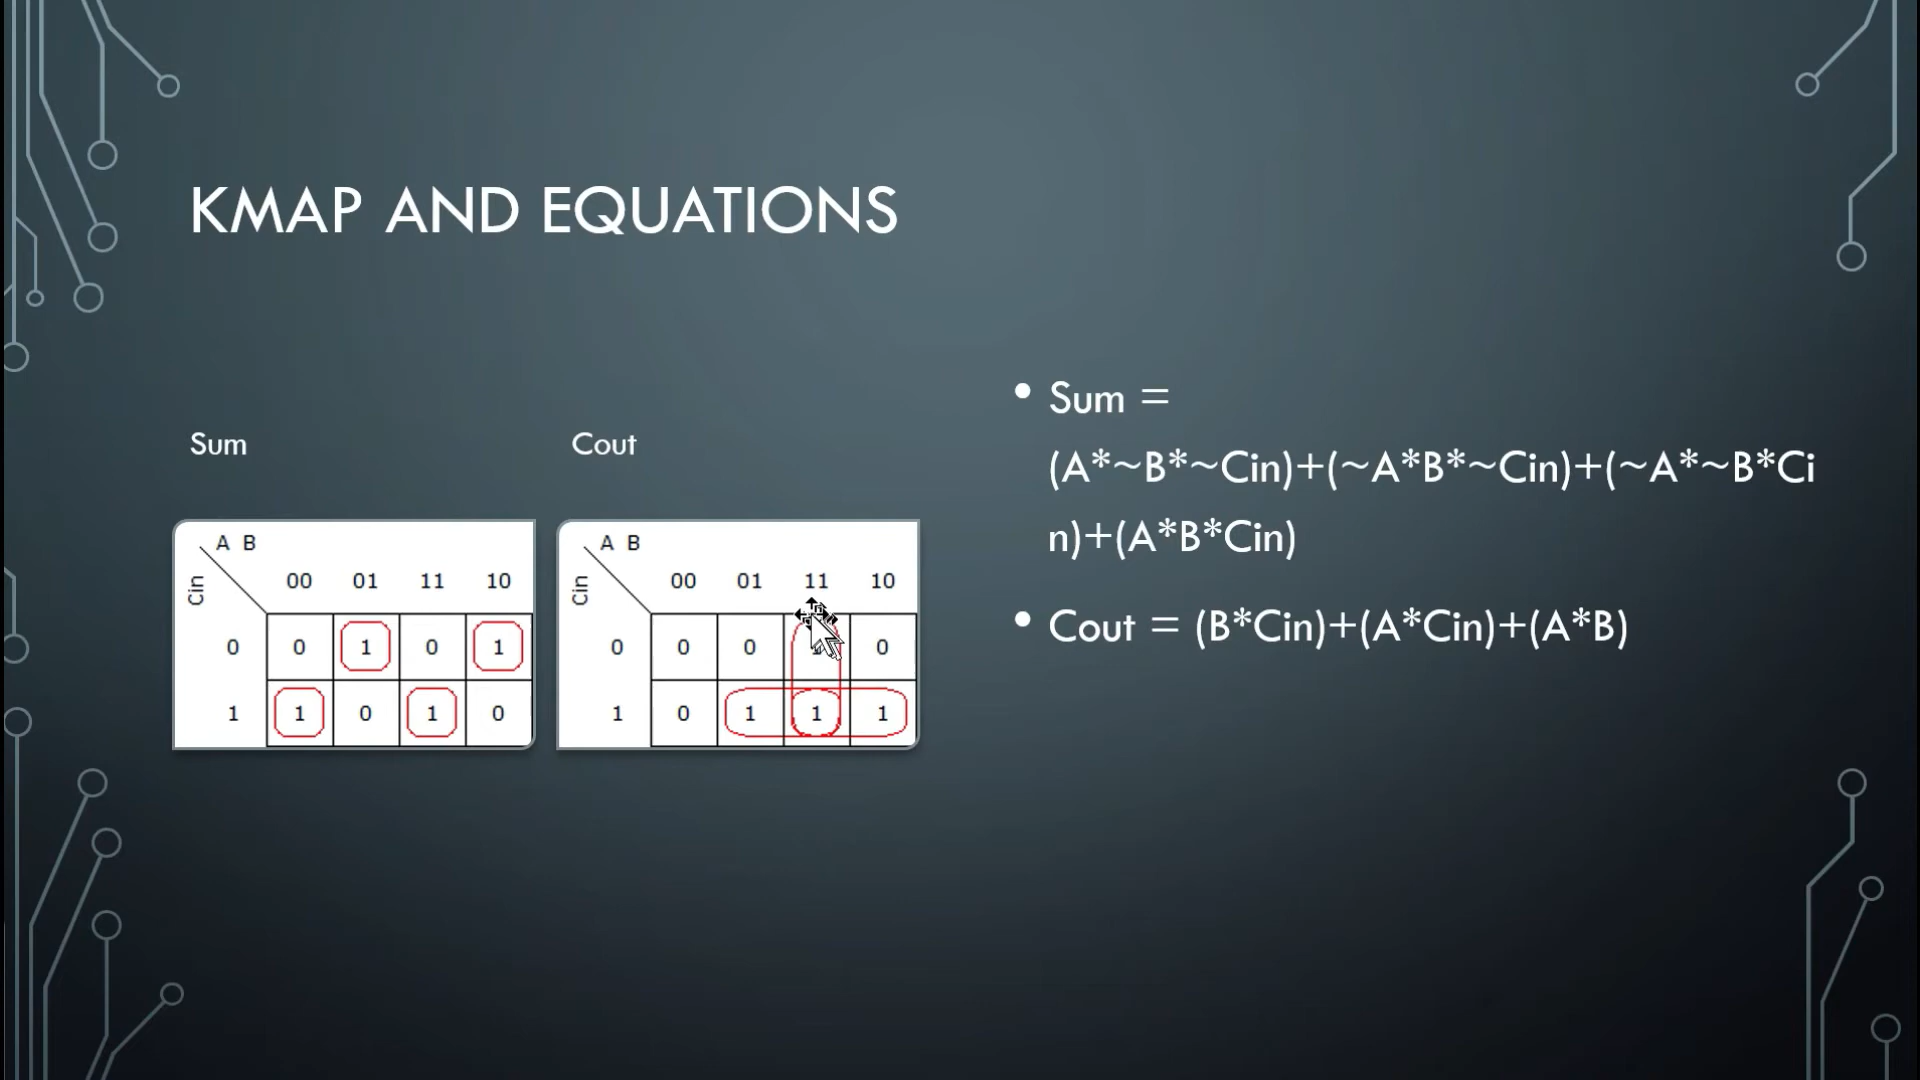 KMAP AND EQUATIONS
Sum
Cout
A B
Cin
00 01 11 10
0 0 1 0 1
1 1 0 1 0
A B
Cin
00 01 11 10
0 0 0 0
1 0 1 1 1
• Sum =
(A*~B*~Cin)+(~A*B*~Cin)+(~A*~B*Ci
n)+(A*B*Cin)
• Cout = (B*Cin)+(A*Cin)+(A*B)